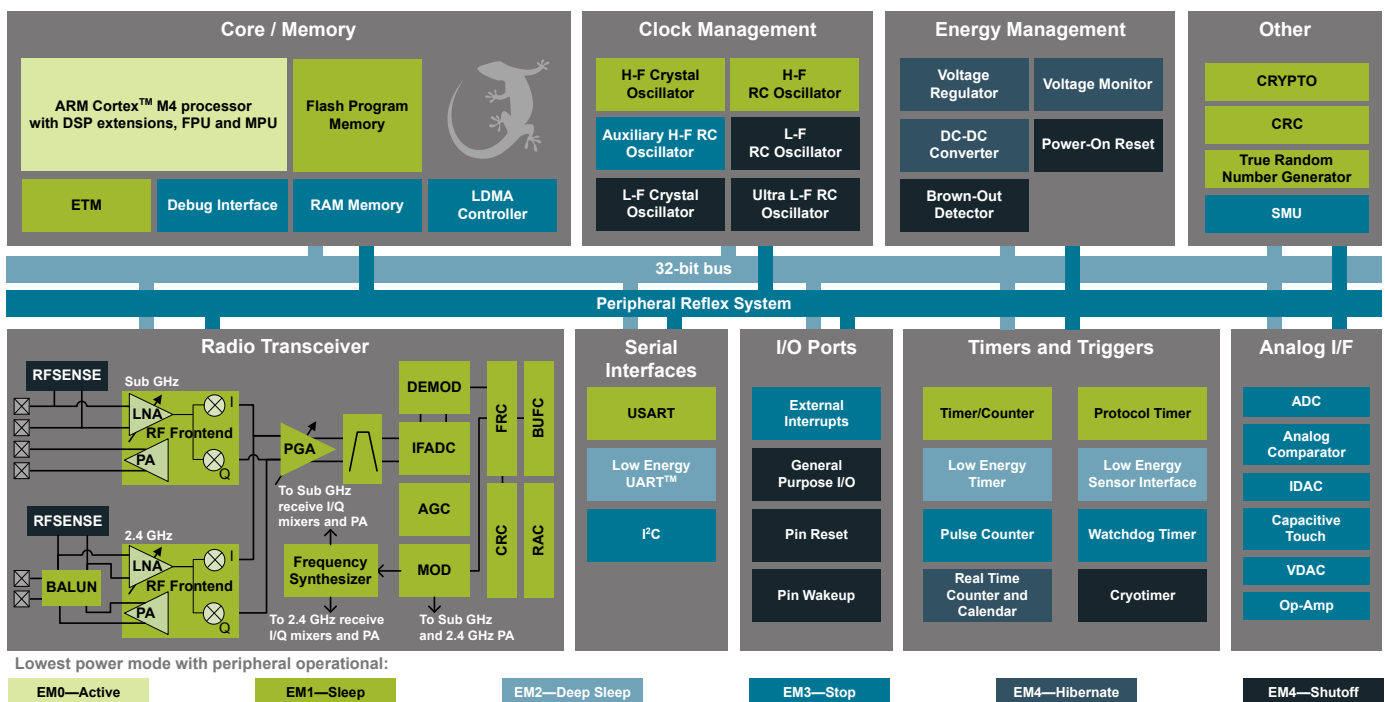 Core / Memory
ARM Cortex™ M4 processor
with DSP extensions, FPU and MPU
Flash Program
Memory
ETM
Debug Interface
RAM Memory
LDMA
Controller
Clock Management
H-F Crystal
Oscillator
H-F
RC Oscillator
Auxiliary H-F RC
Oscillator
L-F
RC Oscillator
L-F Crystal
Oscillator
Ultra L-F RC
Oscillator
Energy Management
Voltage
Regulator
Voltage Monitor
DC-DC
Converter
Power-On Reset
Brown-Out
Detector
Other
CRYPTO
CRC
True Random
Number Generator
SMU
32-bit bus
Peripheral Reflex System
Radio Transceiver
RFSENSE
Sub GHz
LNA
I
RF Frontend
PA
Q
PGA
DEMOD
IFADC
AGC
MOD
FRC
BUFC
CRC
RAC
To Sub GHz
receive I/Q
mixers and PA
RFSENSE
2.4 GHz
LNA
I
RF Frontend
BALUN
PA
Q
Frequency
Synthesizer
To 2.4 GHz receive
I/Q mixers and PA
To Sub GHz
and 2.4 GHz PA
Serial
Interfaces
USART
Low Energy
UART™
I²C
I/O Ports
External
Interrupts
General
Purpose I/O
Pin Reset
Pin Wakeup
Timers and Triggers
Timer/Counter
Protocol Timer
Low Energy
Timer
Low Energy
Sensor Interface
Pulse Counter
Watchdog Timer
Real Time
Counter and
Calendar
Cryotimer
Analog I/F
ADC
Analog
Comparator
IDAC
Capacitive
Touch
VDAC
Op-Amp
Lowest power mode with peripheral operational:
EM0—Active
EM1—Sleep
EM2—Deep Sleep
EM3—Stop
EM4—Hibernate
EM4—Shutoff